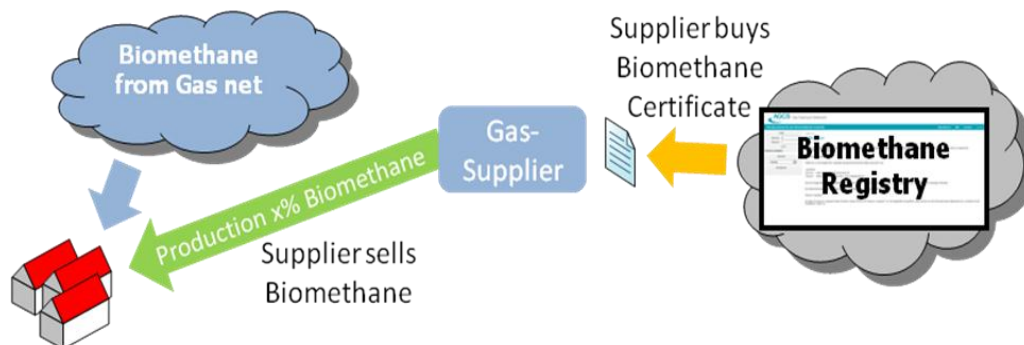 Biomethane
from Gas net
Supplier buys
Biomethane
Certificate
Gas-
Supplier
Biomethane
Registry
Production x% Biomethane
Supplier sells
Biomethane